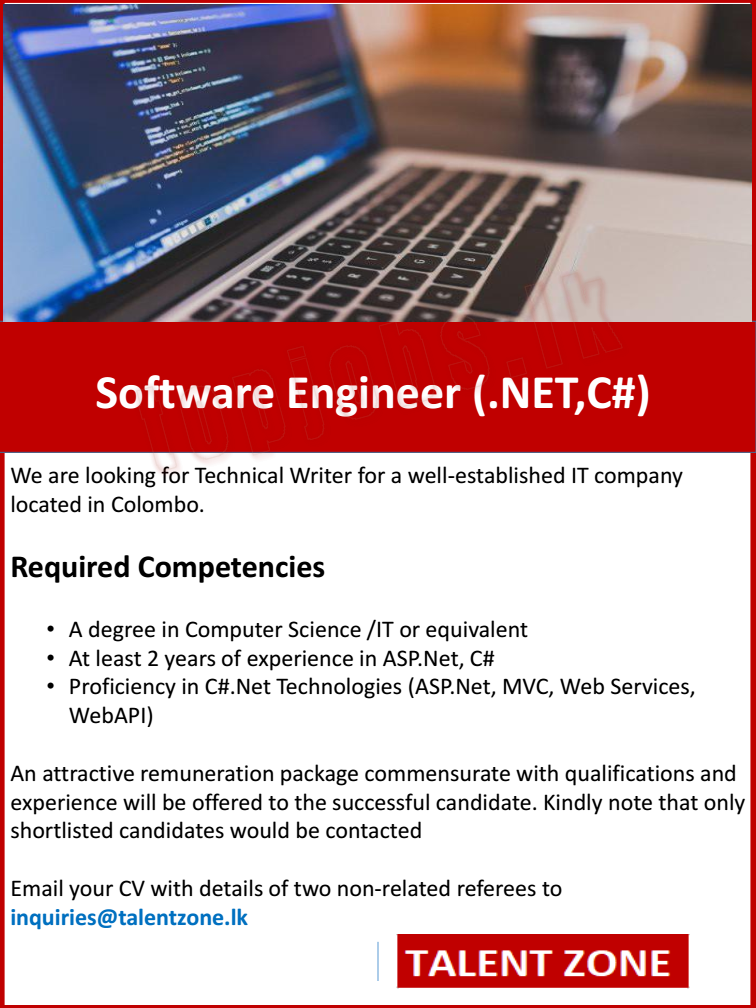 Software Engineer (.NET,C#)
topjobs.lk
We are looking for Technical Writer for a well-established IT company
located in Colombo.
Required Competencies
• A degree in Computer Science /IT or equivalent
• At least 2 years of experience in ASP.Net, C#
• Proficiency in C#.Net Technologies (ASP.Net, MVC, Web Services,
WebAPI)
An attractive remuneration package commensurate with qualifications and
experience will be offered to the successful candidate. Kindly note that only
shortlisted candidates would be contacted
Email your CV with details of two non-related referees to
inquiries@talentzone.lk
TALENT ZONE